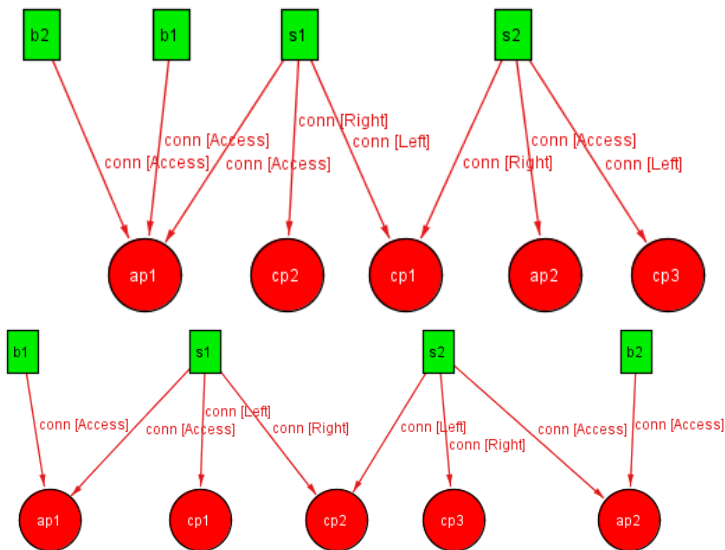 b2
b1
s1
s2
conn [Right]
conn [Access]
conn [Left]
conn [Access]
conn [Access]
conn [Access]
conn [Right]
conn [Left]
ap1
cp2
cp1
ap2
cp3
b1
s1
s2
b2
conn [Left]
conn [Access]
conn [Access]
conn [Right]
conn [Left]
conn [Right]
conn [Access]
conn [Access]
ap1
cp1
cp2
cp3
ap2